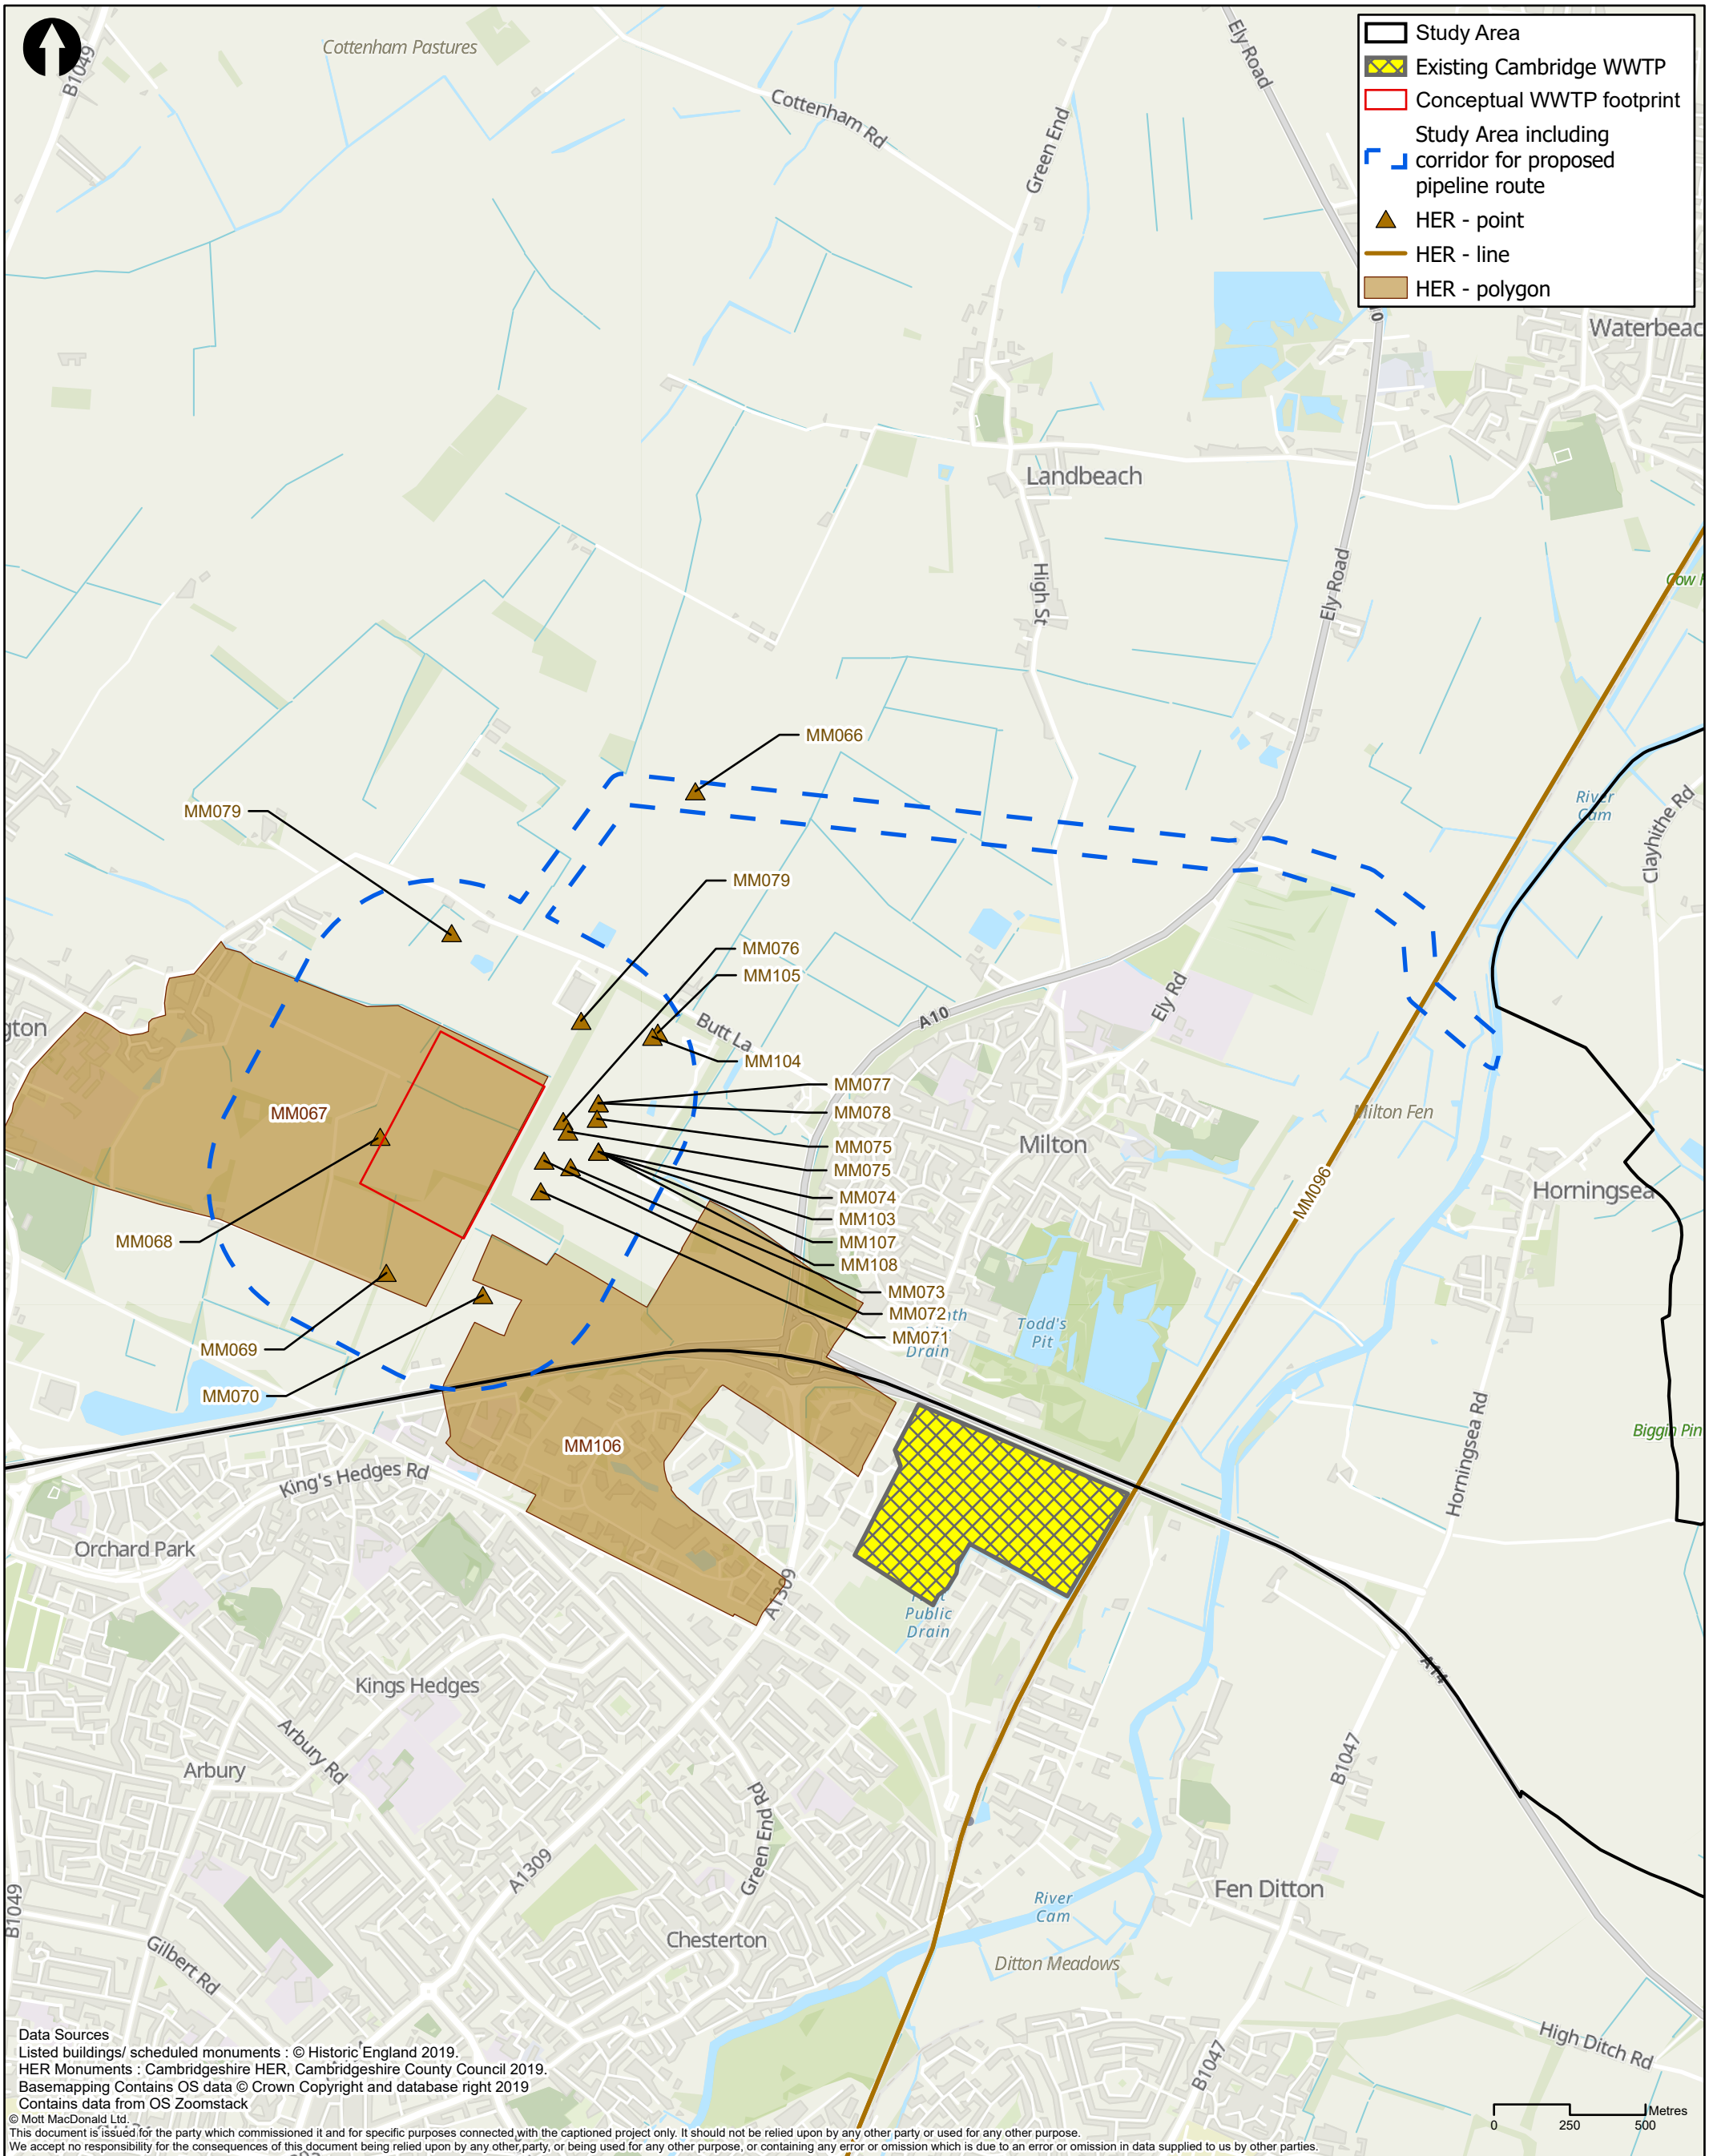 Study Area
Existing Cambridge WWTP
Conceptual WWTP footprint
Study Area including
corridor for proposed
pipeline route
HER - point
HER - line
HER - polygon
B1049
Cottenham Pastures
Cottenham Rd
Green End
Ely Road
Waterbeac
Landbeach
High St
Ely Road
MM066
MM079
River
Cam
Clayhithe Rd
MM079
MM076
MM105
Butt La
A10
Ely Rd
gton
MM104
MM077
MM078
MM067
MM075
MM075
Milton
Milton Fen
MM074
MM103
MM107
MM108
MM096
Horningsea
MM068
MM073
MM072
MM071
Drain
Todd's
Pit
MM069
MM070
Horningsea Rd
Biggin Pin
MM106
King's Hedges Rd
Orchard Park
A1309
Public
Drain
A14
Kings Hedges
Arbury Rd
Arbury
B1047
Green End Rd
A1309
B1049
Gilbert Rd
Chesterton
River
Cam
Fen Ditton
Ditton Meadows
High Ditch Rd
B1047
Data Sources
Listed buildings/ scheduled monuments : © Historic England 2019.
HER Monuments : Cambridgeshire HER, Cambridgeshire County Council 2019.
Basemapping Contains OS data © Crown Copyright and database right 2019
Contains data from OS Zoomstack
© Mott MacDonald Ltd.
This document is issued for the party which commissioned it and for specific purposes connected with the captioned project only. It should not be relied upon by any other party or used for any other purpose.
We accept no responsibility for the consequences of this document being relied upon by any other party, or being used for any other purpose, or containing any error or omission which is due to an error or omission in data supplied to us by other parties.
Metres
0 250 500